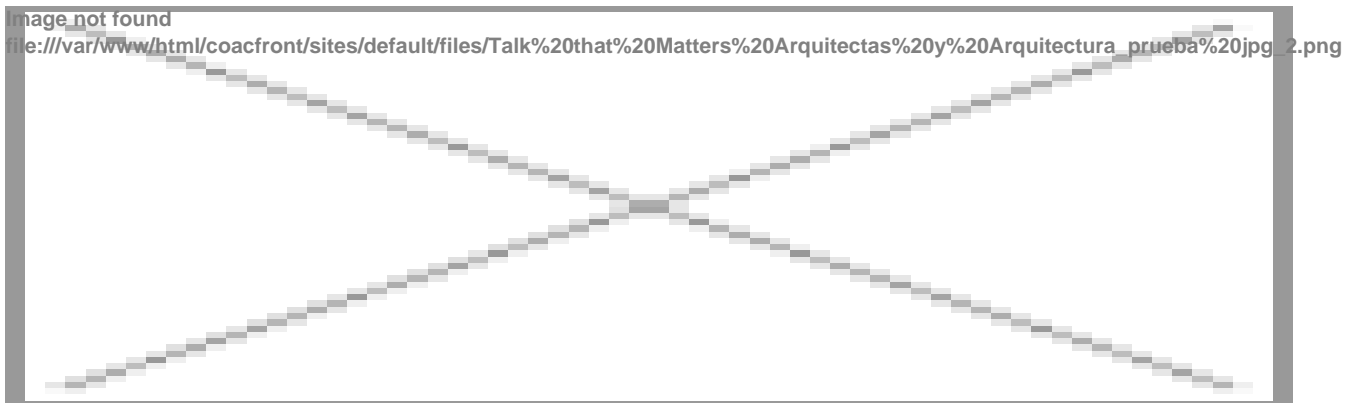 Image not found
file:///var/www/html/coacfront/sites/default/files/Talk%20that%20Matters%20Arquitectas%20y%20Arquitectura_prueba%20jpg_2.png